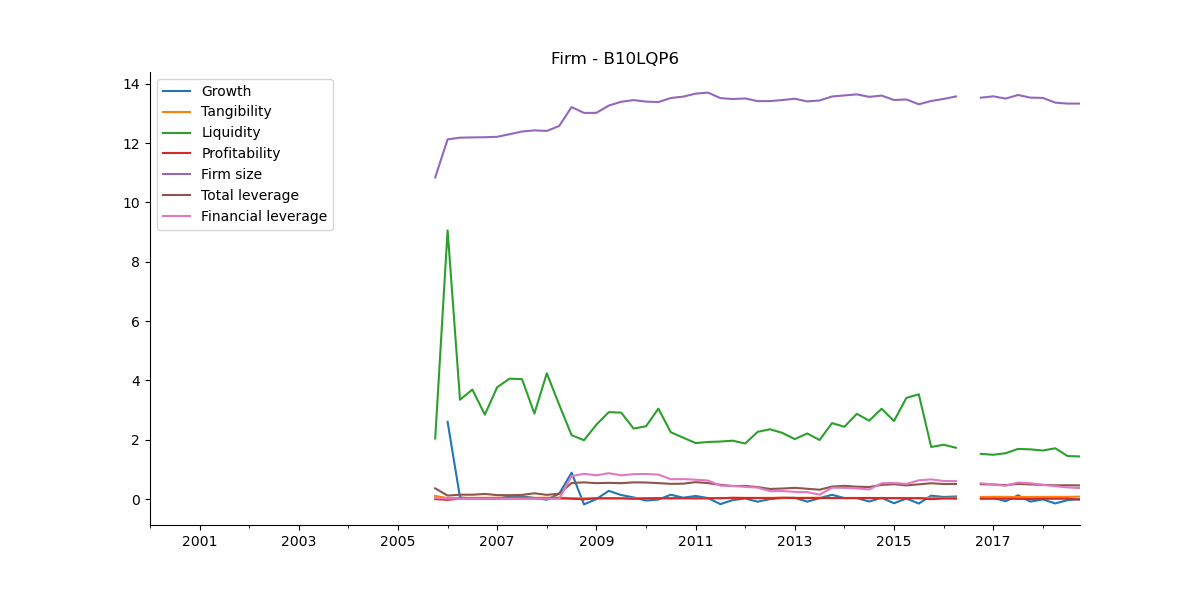 Firm - B10LQP6
14
12
10
8
6
4
2
0
Growth
Tangibility
Liquidity
Profitability
Firm size
Total leverage
Financial leverage
2001 2003 2005 2007 2009 2011 2013 2015 2017